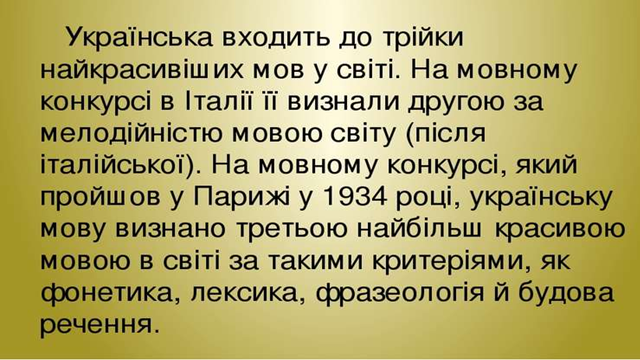 Українська входить до трійки
найкрасивіших мов у світі. На мовному
конкурсі в Італії її визнали другою за
мелодійністю мовою світу (після
італійської). На мовному конкурсі, який
пройшов у Парижі у 1934 році, українську
мову визнано третьою найбільш красивою
мовою в світі за такими критеріями, як
фонетика, лексика, фразеологія й будова
речення.